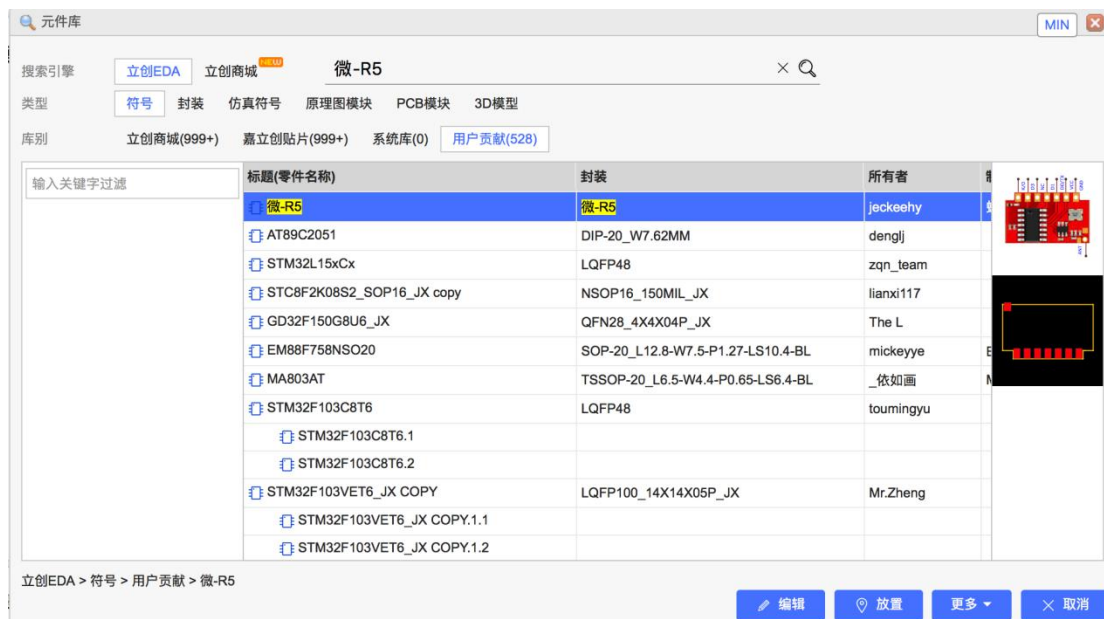 元件库 MIN
搜索引擎 立创EDA 立创商城 NEW 微-R5
类型 符号 封装 仿真符号 原理图模块 PCB模块 3D模型
库别 立创商城(999+) 嘉立创贴片(999+) 系统库(0) 用户贡献(528)
输入关键字过滤
标题(零件名称) 封装 所有者
微-R5 微-R5 jeckeehy
AT89C2051 DIP-20_W7.62MM denglj
STM32L15xCx LQFP48 zqn_team
STC8F2K08S2_SOP16_JX copy NSOP16_150MIL_JX lianxi117
GD32F150G8U6_JX QFN28_4X4X04P_JX The L
EM88F758NSO20 SOP-20_L12.8-W7.5-P1.27-LS10.4-BL mickeyye
MA803AT TSSOP-20_L6.5-W4.4-P0.65-LS6.4-BL _依如画
STM32F103C8T6 LQFP48 toumingyu
STM32F103C8T6.1
STM32F103C8T6.2
STM32F103VET6_JX COPY LQFP100_14X14X05P_JX Mr.Zheng
STM32F103VET6_JX COPY.1.1
STM32F103VET6_JX COPY.1.2
立创EDA > 符号 > 用户贡献 > 微-R5
编辑 放置 更多 取消